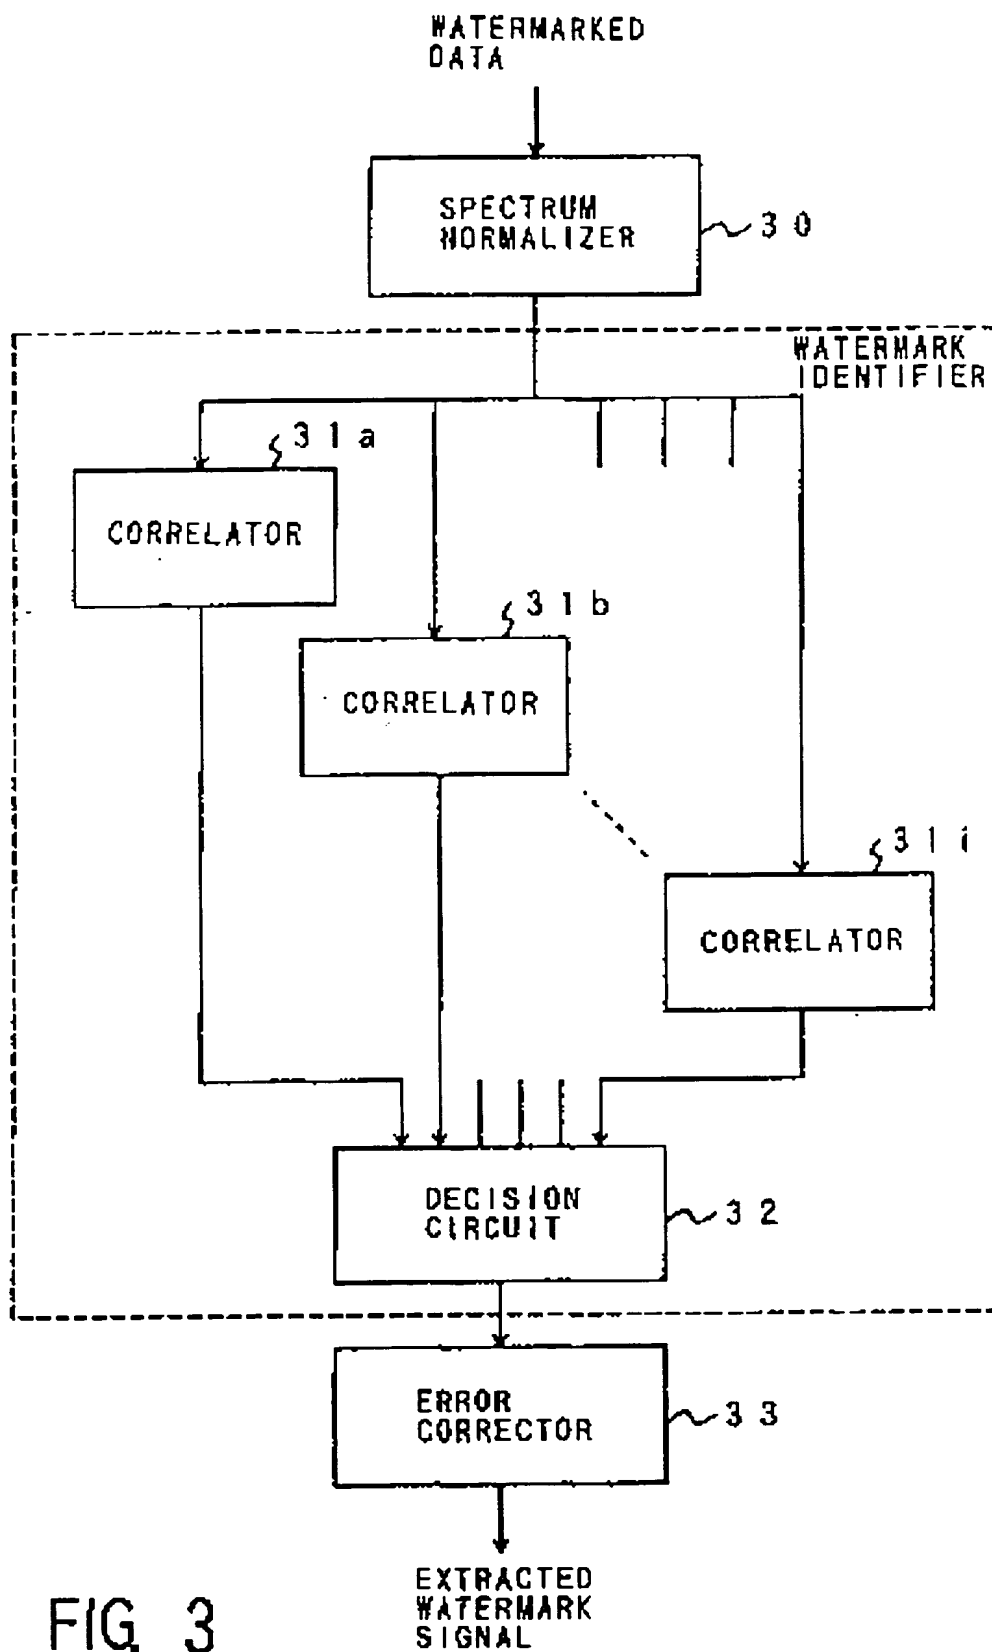 WATERMARKED
DATA
SPECTRUM
NORMALIZER
30
WATERMARK
IDENTIFIER
31a
CORRELATOR
31b
CORRELATOR
31i
CORRELATOR
DECISION
CIRCUIT
32
ERROR
CORRECTOR
33
EXTRACTED
WATERMARK
SIGNAL
FIG. 3